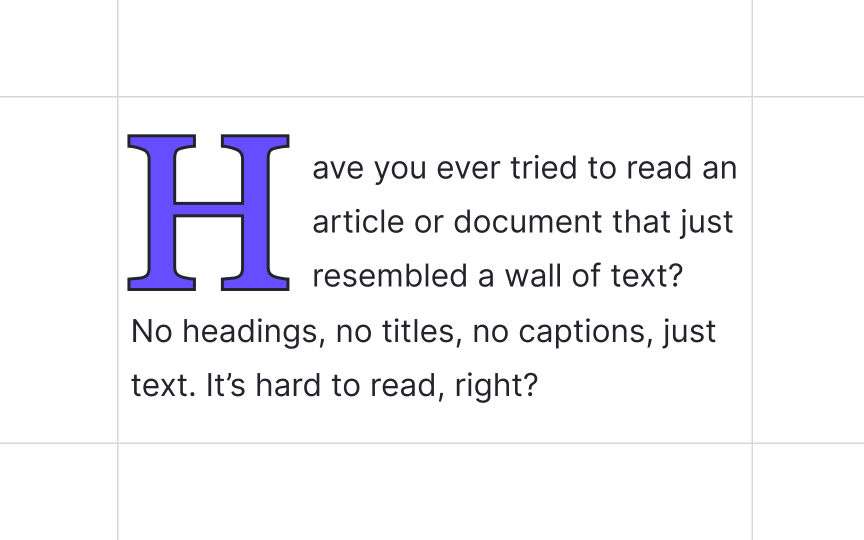 Have you ever tried to read an
article or document that just
resembled a wall of text?
No headings, no titles, no captions, just
text. It’s hard to read, right?